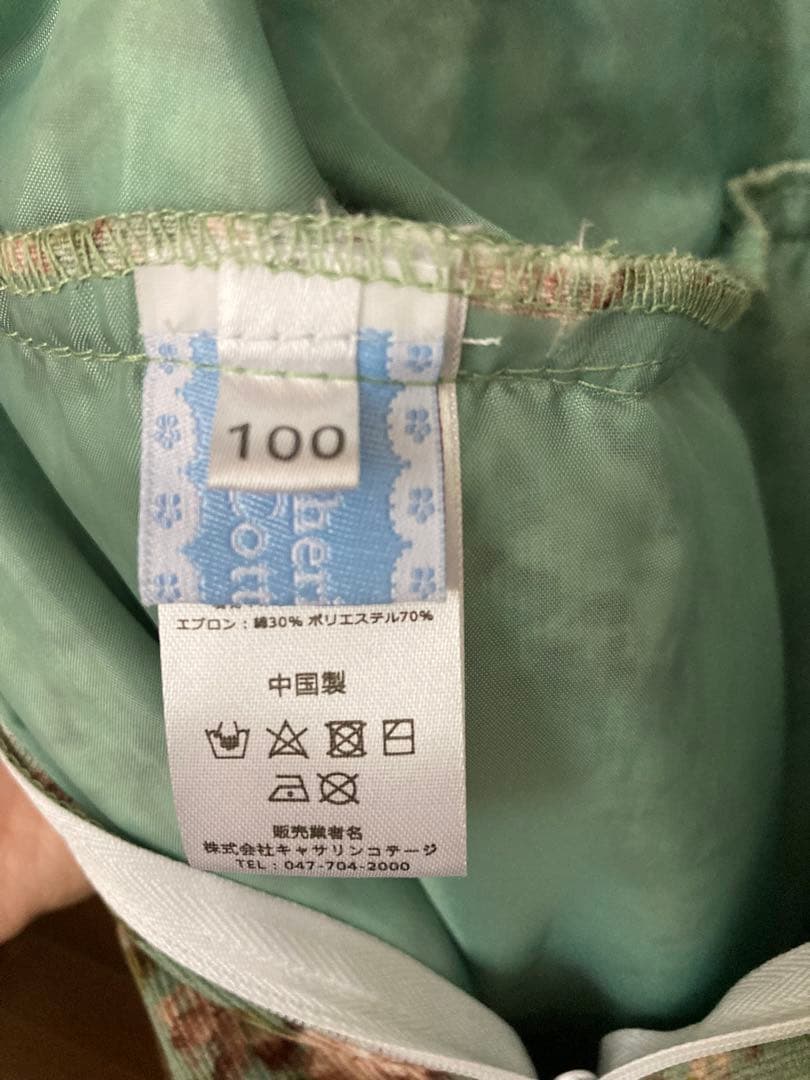 100
ther
Cott
エプロン：綿30% ポリエステル70%
中国製
販売業者名
株式会社キャサリンコテージ
TEL：047-704-2000